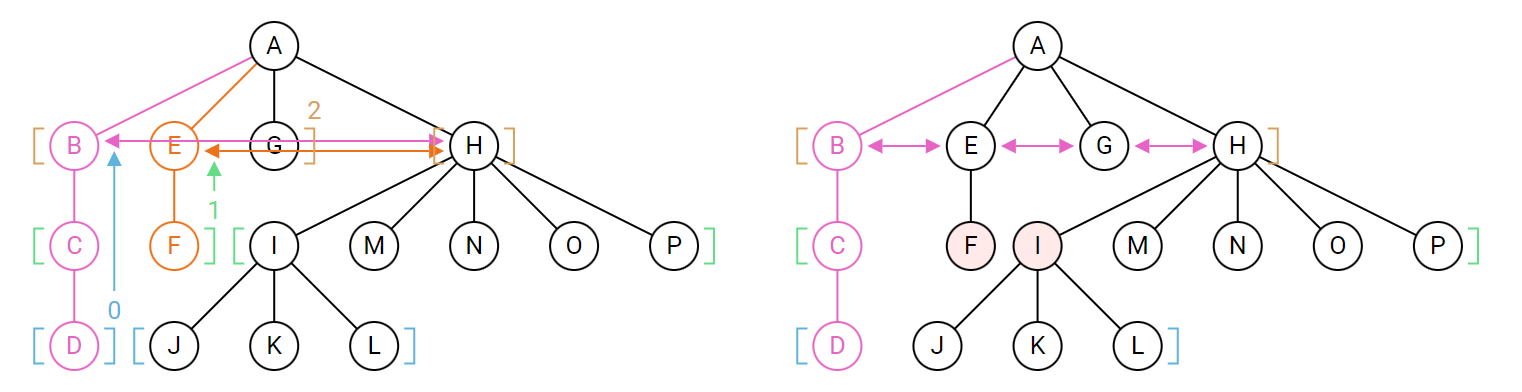 A A
2
[ B E G ] [ H ] [ B E G H ]
1
[ C F ] [ I M N O P ] [ C F I M N O P ]
0
[ D ] [ J K L ] [ D J K L ]